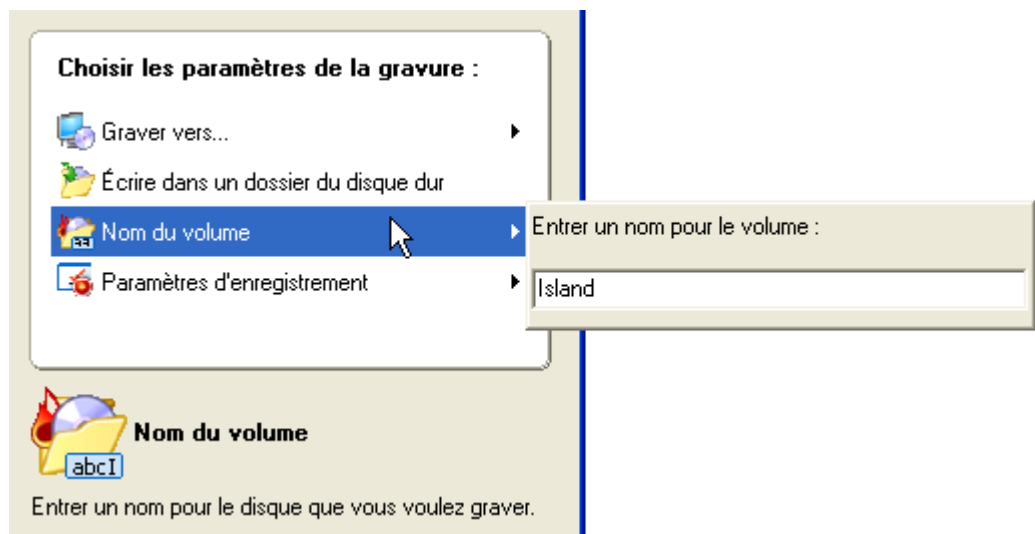 Choisir les paramètres de la gravure :
Graver vers...
Écrire dans un dossier du disque dur
Nom du volume
Paramètres d'enregistrement
Entrer un nom pour le volume :
Island
Nom du volume
abcI
Entrer un nom pour le disque que vous voulez graver.